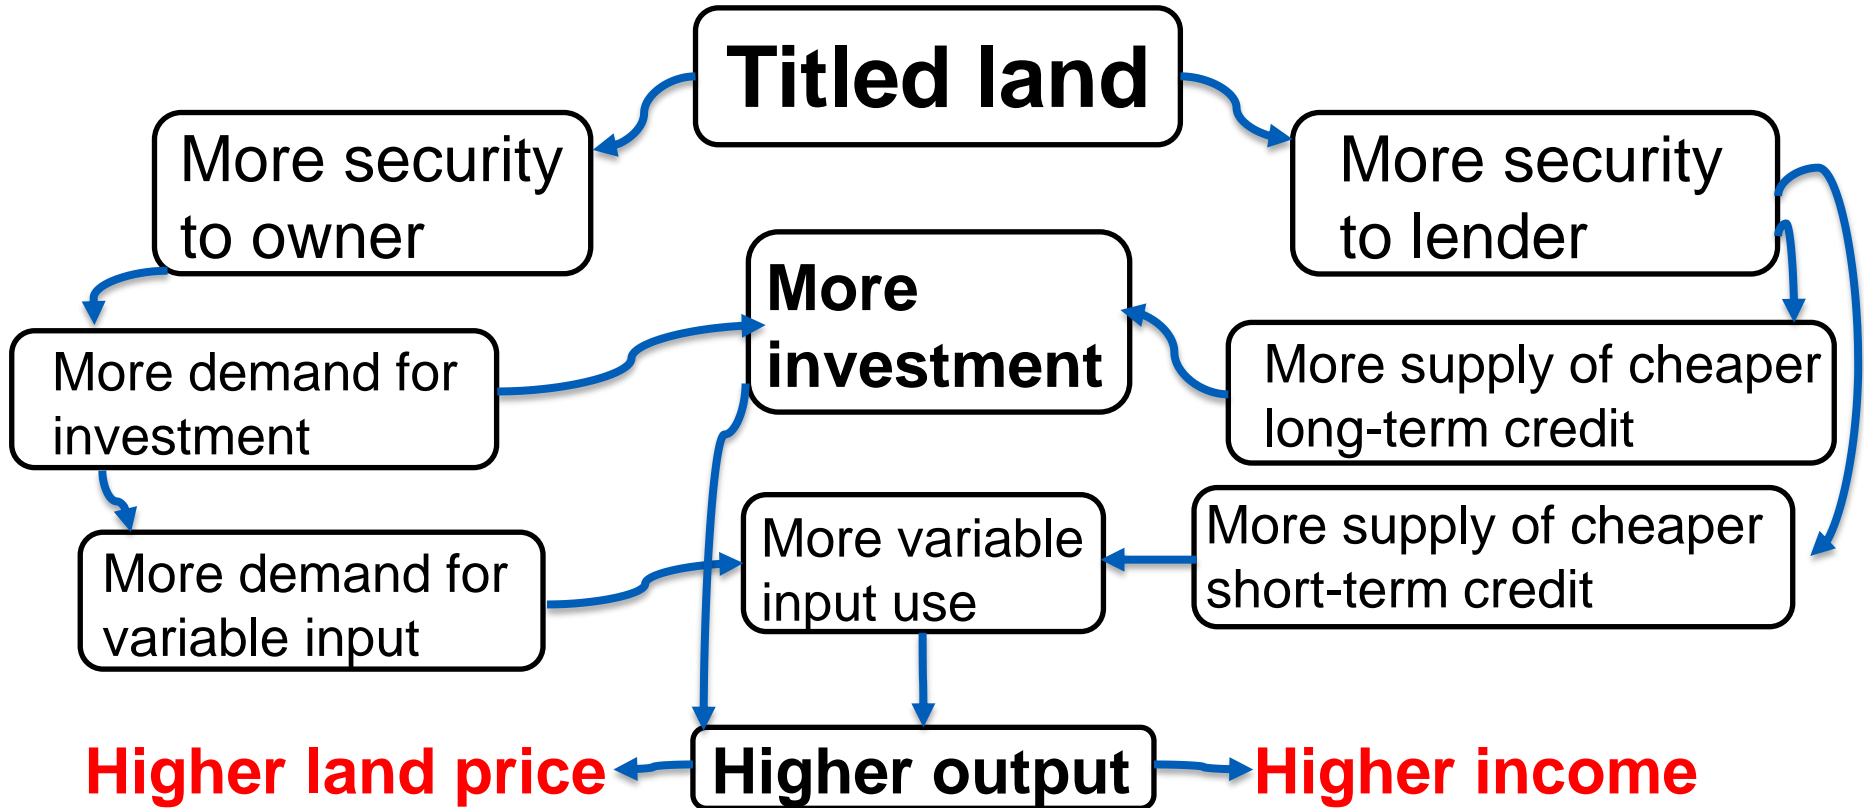 Titled land
More security
to owner
More security
to lender
More
investment
More demand for
investment
More supply of cheaper
long-term credit
More demand for
variable input
More variable
input use
More supply of cheaper
short-term credit
Higher land price
Higher output
Higher income